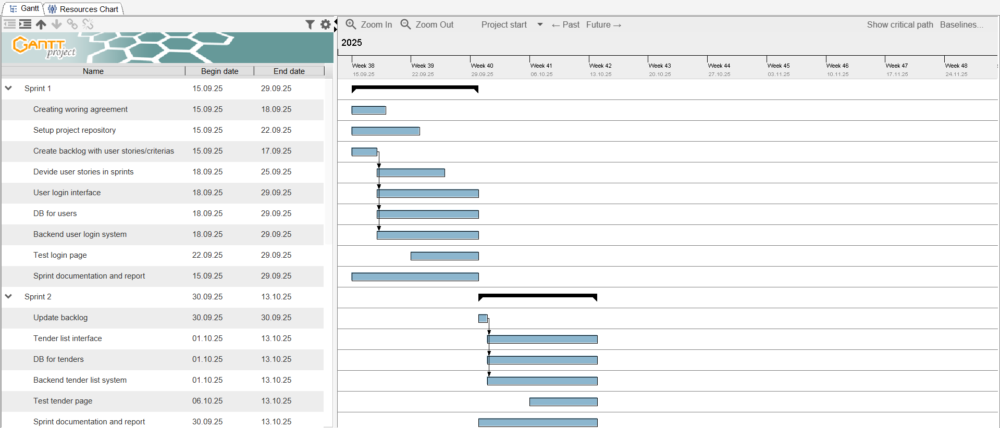 Gantt Resources Chart
Zoom In Zoom Out Project start ← Past Future → Show critical path Baselines...
GANTT project
2025
Week 38 Week 39 Week 40 Week 41 Week 42 Week 43 Week 44 Week 45 Week 46 Week 47 Week 48
15.09.25 22.09.25 29.09.25 06.10.25 13.10.25 20.10.25 27.10.25 03.11.25 10.11.25 17.11.25 24.11.25
Name Begin date End date
Sprint 1 15.09.25 29.09.25
Creating woring agreement 15.09.25 18.09.25
Setup project repository 15.09.25 22.09.25
Create backlog with user stories/criterias 15.09.25 17.09.25
Devide user stories in sprints 18.09.25 25.09.25
User login interface 18.09.25 29.09.25
DB for users 18.09.25 29.09.25
Backend user login system 18.09.25 29.09.25
Test login page 22.09.25 29.09.25
Sprint documentation and report 15.09.25 29.09.25
Sprint 2 30.09.25 13.10.25
Update backlog 30.09.25 30.09.25
Tender list interface 01.10.25 13.10.25
DB for tenders 01.10.25 13.10.25
Backend tender list system 01.10.25 13.10.25
Test tender page 06.10.25 13.10.25
Sprint documentation and report 30.09.25 13.10.25